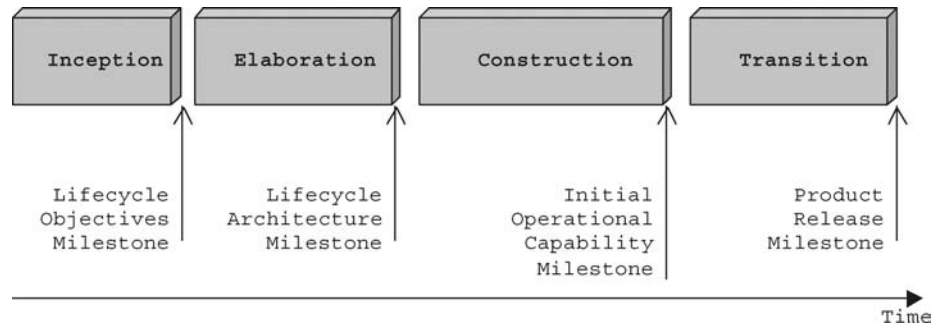 Inception
Elaboration
Construction
Transition
Lifecycle
Objectives
Milestone
Lifecycle
Architecture
Milestone
Initial
Operational
Capability
Milestone
Product
Release
Milestone
Time